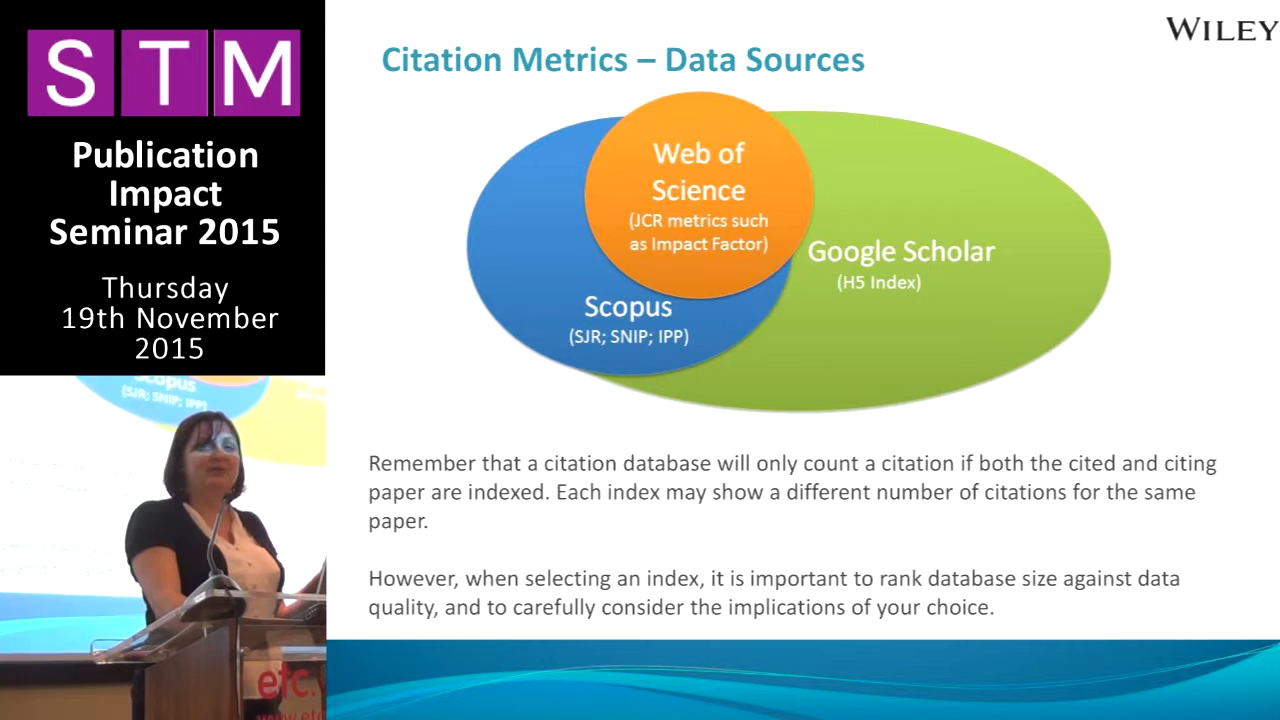 STM
Publication
Impact
Seminar 2015
Thursday
19th November
2015
WILEY
Citation Metrics – Data Sources
Web of
Science
(JCR metrics such
as Impact Factor)
Google Scholar
(H5 Index)
Scopus
(SJR; SNIP; IPP)
Remember that a citation database will only count a citation if both the cited and citing
paper are indexed. Each index may show a different number of citations for the same
paper.
However, when selecting an index, it is important to rank database size against data
quality, and to carefully consider the implications of your choice.
Scopus
(SJR; SNIP; IPP)
etc.
www.etc